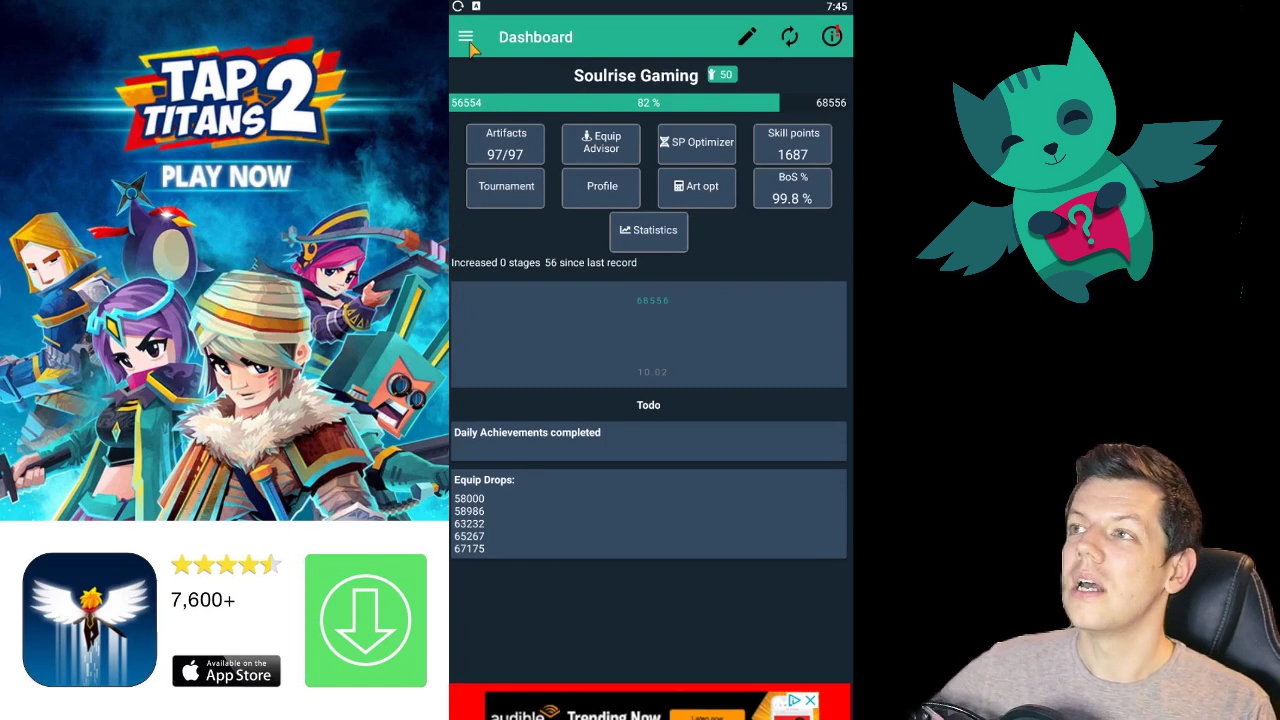 TAP
TITANS 2
PLAY NOW
7,600+
Available on the
App Store
A
7:45
Dashboard
Soulrise Gaming 50
56554 82 % 68556
Artifacts
97/97
Equip
Advisor
SP Optimizer
Skill points
1687
Tournament
Profile
Art opt
BoS %
99.8 %
Statistics
Increased 0 stages 56 since last record
68556
10.02
Todo
Daily Achievements completed
Equip Drops:
58000
58986
63232
65267
67175
audible
Trending Now
Listen now
?